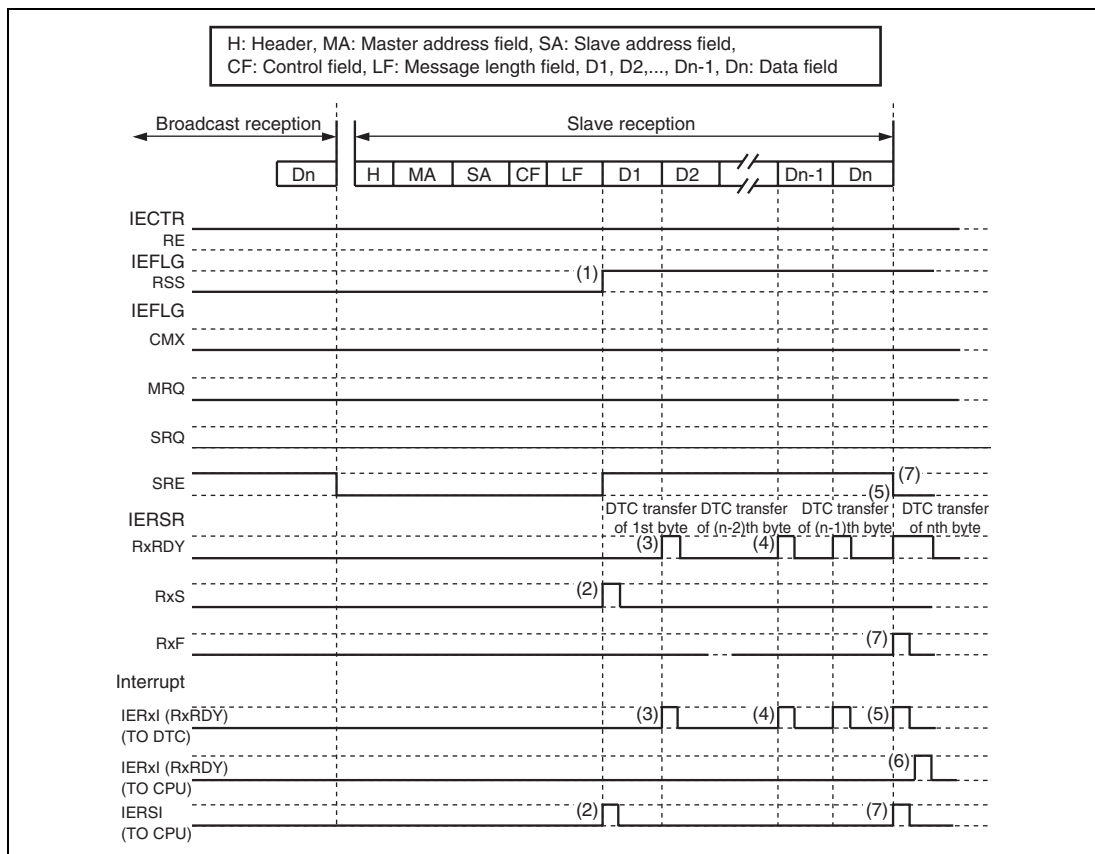 H: Header, MA: Master address field, SA: Slave address field,
CF: Control field, LF: Message length field, D1, D2,..., Dn-1, Dn: Data field
Broadcast reception
Slave reception
Dn
H
MA
SA
CF
LF
D1
D2
Dn-1
Dn
IECTR
RE
IEFLG
RSS
(1)
IEFLG
CMX
MRQ
SRQ
SRE
(5)
(7)
IERSR
DTC transfer
of 1st byte
DTC transfer
of (n-2)th byte
DTC transfer
of (n-1)th byte
DTC transfer
of nth byte
RxRDY
(3)
(4)
RxS
(2)
RxF
(7)
Interrupt
IERxI (RxRDY)
(TO DTC)
(3)
(4)
(5)
IERxI (RxRDY)
(TO CPU)
(6)
IERSI
(TO CPU)
(2)
(7)